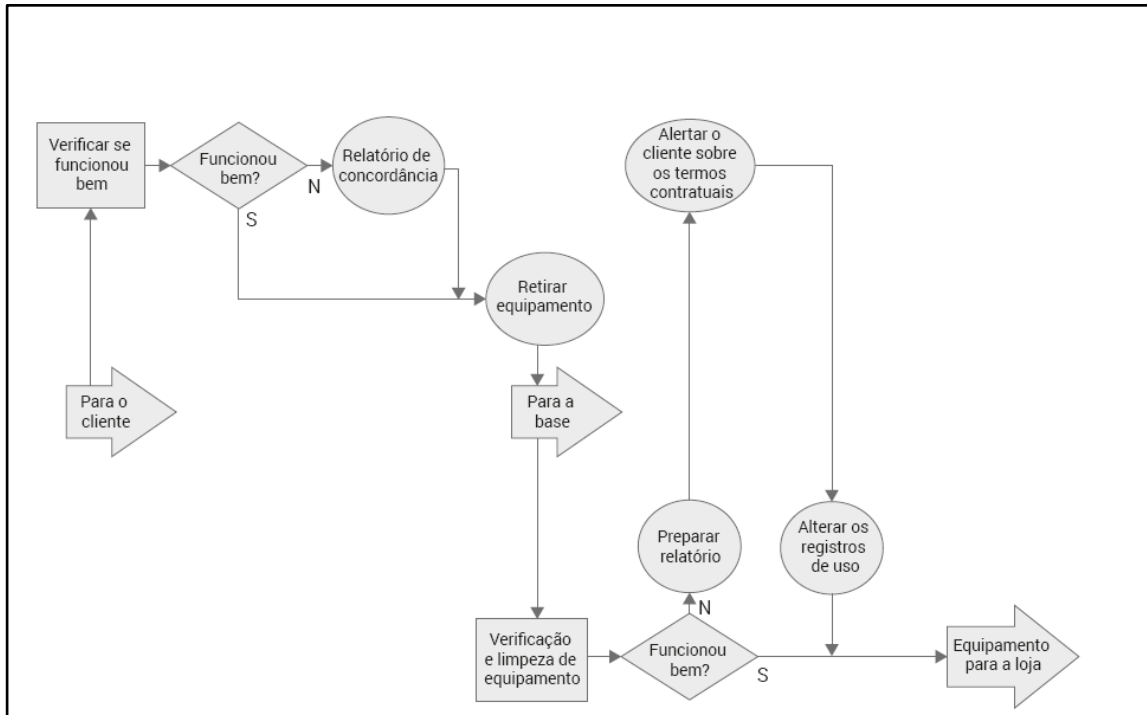 Verificar se
funcionou
bem
Funcionou
bem?
N
S
Relatório de
concordância
Retirar
equipamento
Para o
cliente
Para a
base
Verificação
e limpeza de
equipamento
Funcionou
bem?
N
S
Preparar
relatório
Alertar o
cliente sobre
os termos
contratuais
Alterar os
registros
de uso
Equipamento
para a loja